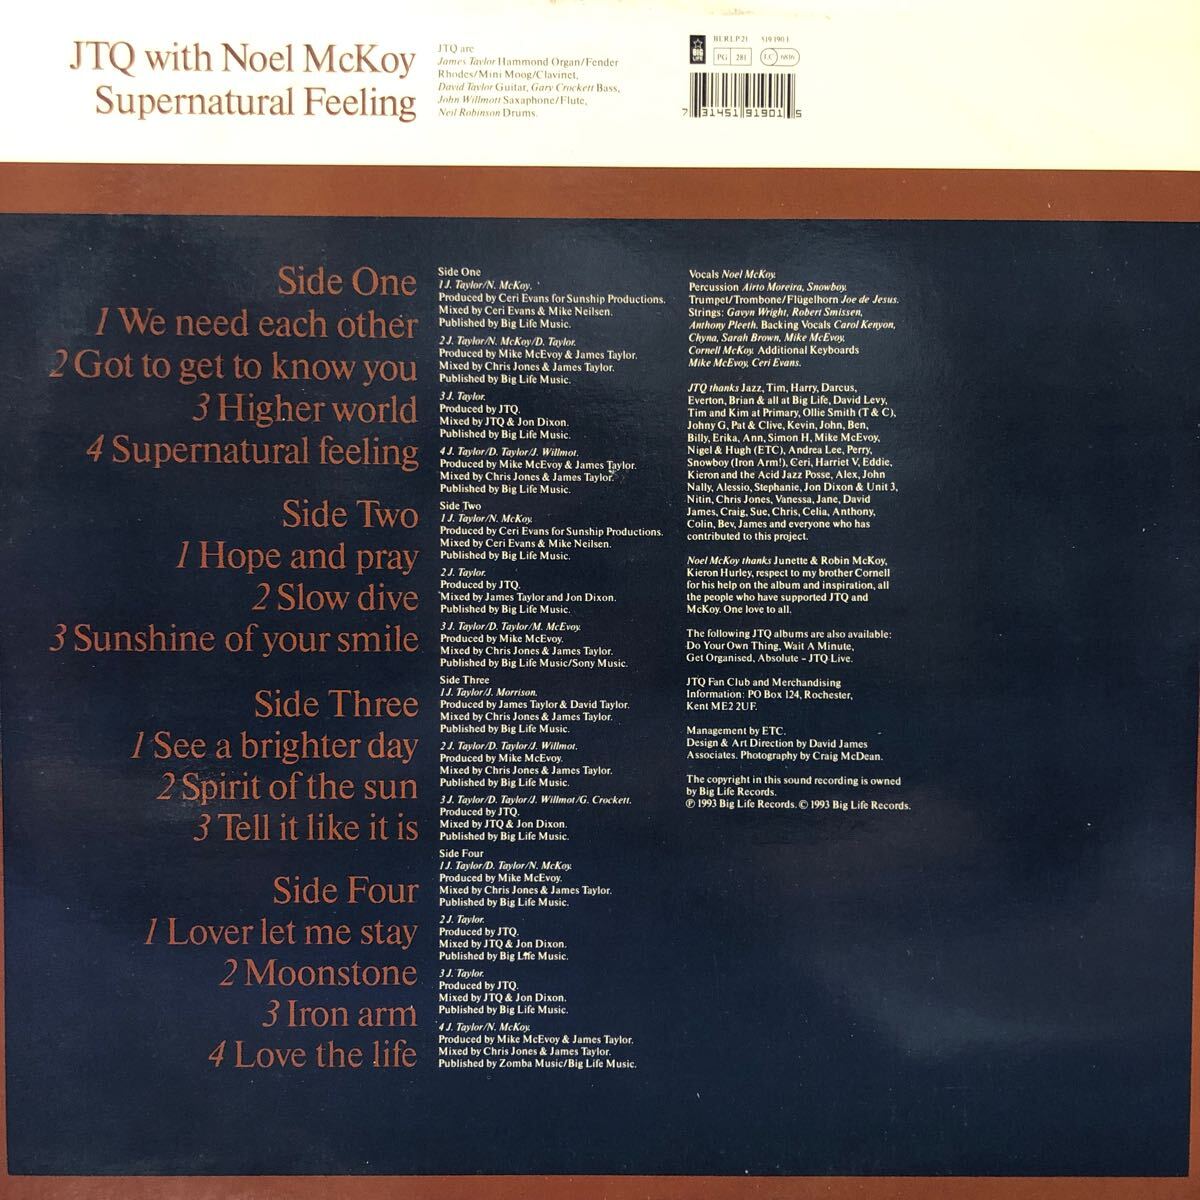 JTQ with Noel McKoy
Supernatural Feeling
JTQ are
James Taylor Hammond Organ/Fender
Rhodes/Mini Moog/Clavinet,
David Taylor Guitar, Gary Crockett Bass,
John Willmott Saxaphone/Flute,
Neil Robinson Drums.
BIG
LIFE
BLRLP21 519 190 1
PG 281 LC 6816
7 31451 91901 5
Side One
1 We need each other
2 Got to get to know you
3 Higher world
4 Supernatural feeling
Side Two
1 Hope and pray
2 Slow dive
3 Sunshine of your smile
Side Three
1 See a brighter day
2 Spirit of the sun
3 Tell it like it is
Side Four
1 Lover let me stay
2 Moonstone
3 Iron arm
4 Love the life
Side One
1 J. Taylor/N. McKoy.
Produced by Ceri Evans for Sunship Productions.
Mixed by Ceri Evans & Mike Neilsen.
Published by Big Life Music.
2 J. Taylor/N. McKoy/D. Taylor.
Produced by Mike McEvoy & James Taylor.
Mixed by Chris Jones & James Taylor.
Published by Big Life Music.
3 J. Taylor.
Produced by JTQ.
Mixed by JTQ & Jon Dixon.
Published by Big Life Music.
4 J. Taylor/D. Taylor/J. Willmot.
Produced by Mike McEvoy & James Taylor.
Mixed by Chris Jones & James Taylor.
Published by Big Life Music.
Side Two
1 J. Taylor/N. McKoy.
Produced by Ceri Evans for Sunship Productions.
Mixed by Ceri Evans & Mike Neilsen.
Published by Big Life Music.
2 J. Taylor.
Produced by JTQ.
Mixed by James Taylor and Jon Dixon.
Published by Big Life Music.
3 J. Taylor/D. Taylor/M. McEvoy.
Produced by Mike McEvoy.
Mixed by Chris Jones & James Taylor.
Published by Big Life Music/Sony Music.
Side Three
1 J. Taylor/J. Morrison.
Produced by James Taylor & David Taylor.
Mixed by Chris Jones & James Taylor.
Published by Big Life Music.
2 J. Taylor/D. Taylor/J. Willmot.
Produced by Mike McEvoy.
Mixed by Chris Jones & James Taylor.
Published by Big Life Music.
3 J. Taylor/D. Taylor/J. Willmot/G. Crockett.
Produced by JTQ.
Mixed by JTQ & Jon Dixon.
Published by Big Life Music.
Side Four
1 J. Taylor/D. Taylor/N. McKoy.
Produced by Mike McEvoy.
Mixed by Chris Jones & James Taylor.
Published by Big Life Music.
2 J. Taylor.
Produced by JTQ.
Mixed by JTQ & Jon Dixon.
Published by Big Life Music.
3 J. Taylor.
Produced by JTQ.
Mixed by JTQ & Jon Dixon.
Published by Big Life Music.
4 J. Taylor/N. McKoy.
Produced by Mike McEvoy & James Taylor.
Mixed by Chris Jones & James Taylor.
Published by Zomba Music/Big Life Music.
Vocals Noel McKoy.
Percussion Airto Moreira, Snowboy.
Trumpet/Trombone/Flügelhorn Joe de Jesus.
Strings: Gavyn Wright, Robert Smissen,
Anthony Pleeth. Backing Vocals Carol Kenyon,
Chyna, Sarah Brown, Mike McEvoy,
Cornell McKoy. Additional Keyboards
Mike McEvoy, Ceri Evans.
JTQ thanks Jazz, Tim, Harry, Darcus,
Everton, Brian & all at Big Life, David Levy,
Tim and Kim at Primary, Ollie Smith (T & C),
Johny G, Pat & Clive, Kevin, John, Ben,
Billy, Erika, Ann, Simon H, Mike McEvoy,
Nigel & Hugh (ETC), Andrea Lee, Perry,
Snowboy (Iron Arm!), Ceri, Harriet V, Eddie,
Kieron and the Acid Jazz Posse, Alex, John
Nally, Alessio, Stephanie, Jon Dixon & Unit 3,
Nitin, Chris Jones, Vanessa, Jane, David
James, Craig, Sue, Chris, Celia, Anthony,
Colin, Bev, James and everyone who has
contributed to this project.
Noel McKoy thanks Junette & Robin McKoy,
Kieron Hurley, respect to my brother Cornell
for his help on the album and inspiration, all
the people who have supported JTQ and
McKoy. One love to all.
The following JTQ albums are also available:
Do Your Own Thing, Wait A Minute,
Get Organised, Absolute – JTQ Live.
JTQ Fan Club and Merchandising
Information: PO Box 124, Rochester,
Kent ME2 2UF.
Management by ETC.
Design & Art Direction by David James
Associates. Photography by Craig McDean.
The copyright in this sound recording is owned
by Big Life Records.
℗ 1993 Big Life Records. © 1993 Big Life Records.